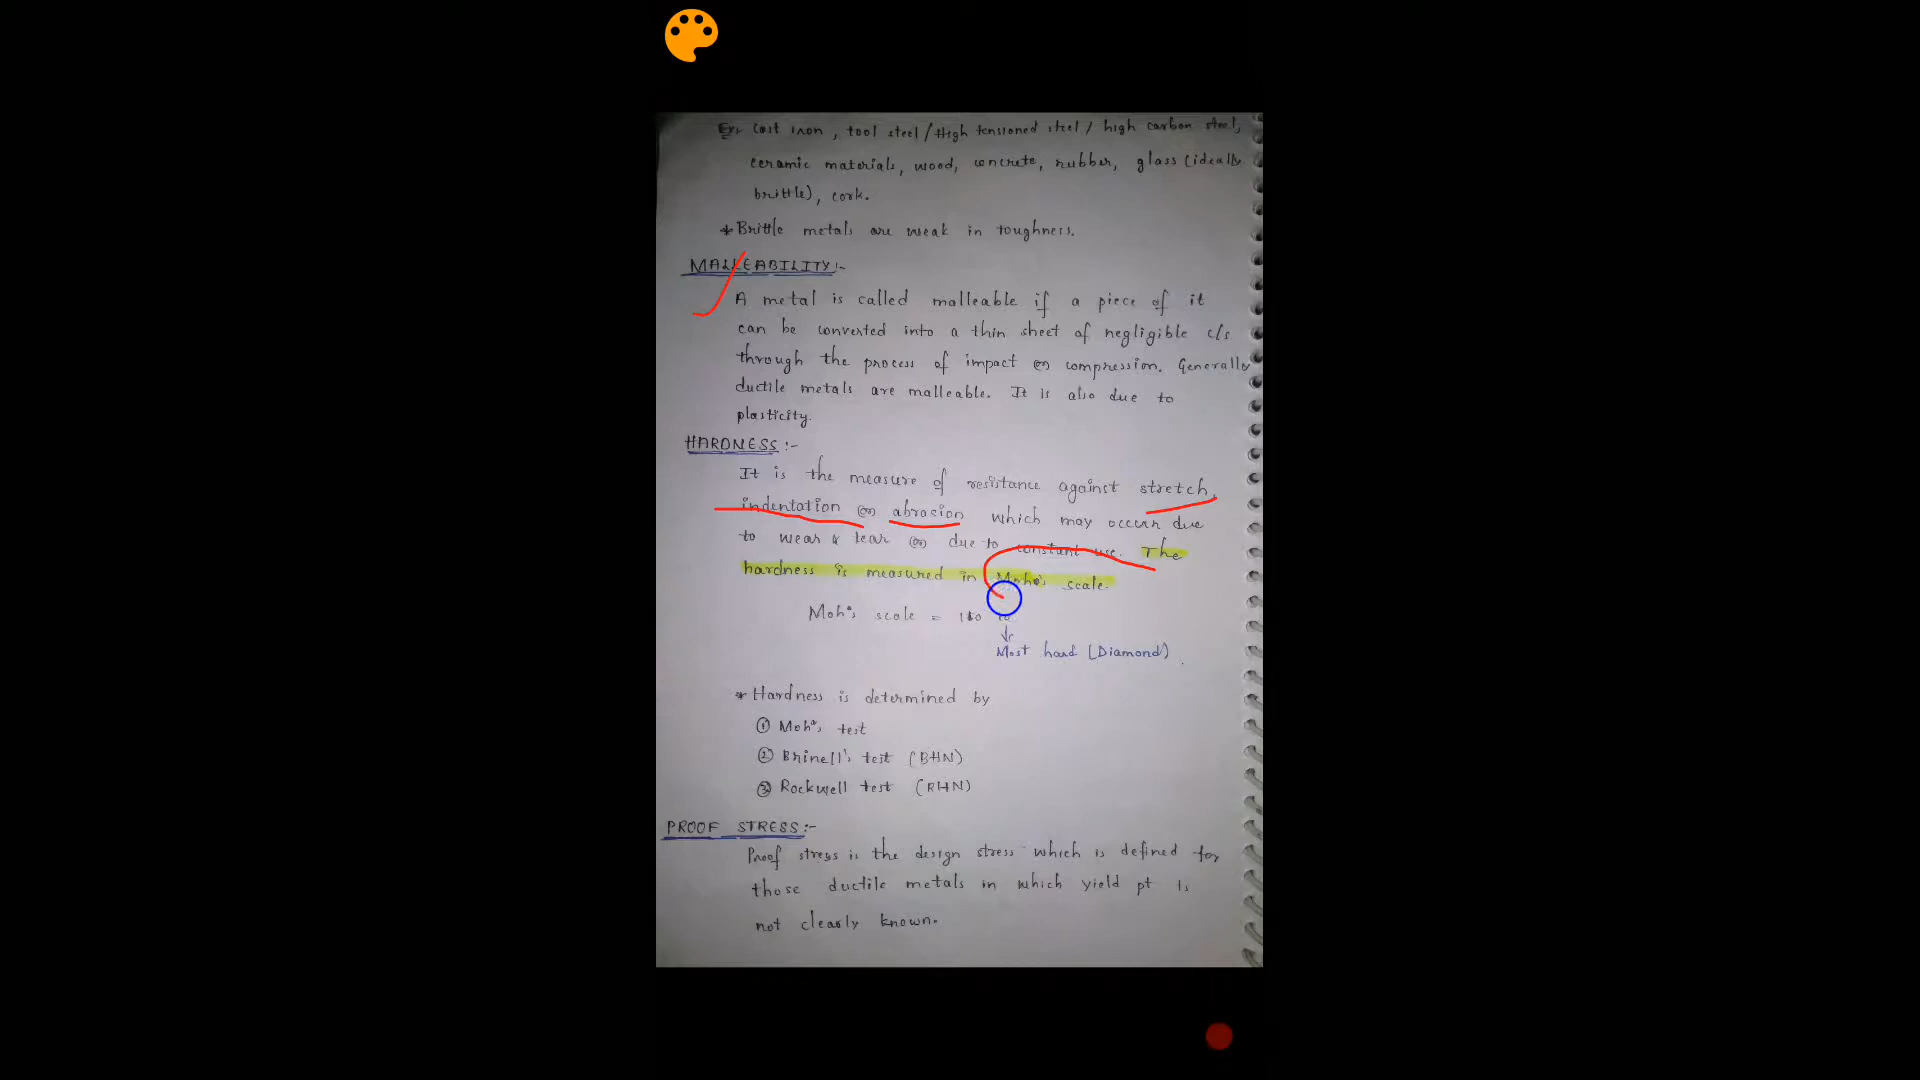 Ex:- Cast iron, tool steel/High tensioned steel/ high carbon steel,
ceramic materials, wood, concrete, rubber, glass (ideally
brittle), cork.
* Brittle metals are weak in toughness.
MALLEABILITY:-
A metal is called malleable if a piece of it
can be converted into a thin sheet of negligible c/s
through the process of impact or compression. Generally
ductile metals are malleable. It is also due to
plasticity.
HARDNESS:-
It is the measure of resistance against stretch,
indentation or abrasion which may occur due
to wear & tear or due to constant use. The
hardness is measured in Moh's scale.
Moh's scale = 1 to 10
Most hard (Diamond).
* Hardness is determined by
① Moh's test
② Brinell's test (BHN)
③ Rockwell test (RHN)
PROOF STRESS:-
Proof stress is the design stress which is defined for
those ductile metals in which yield pt is
not clearly known.